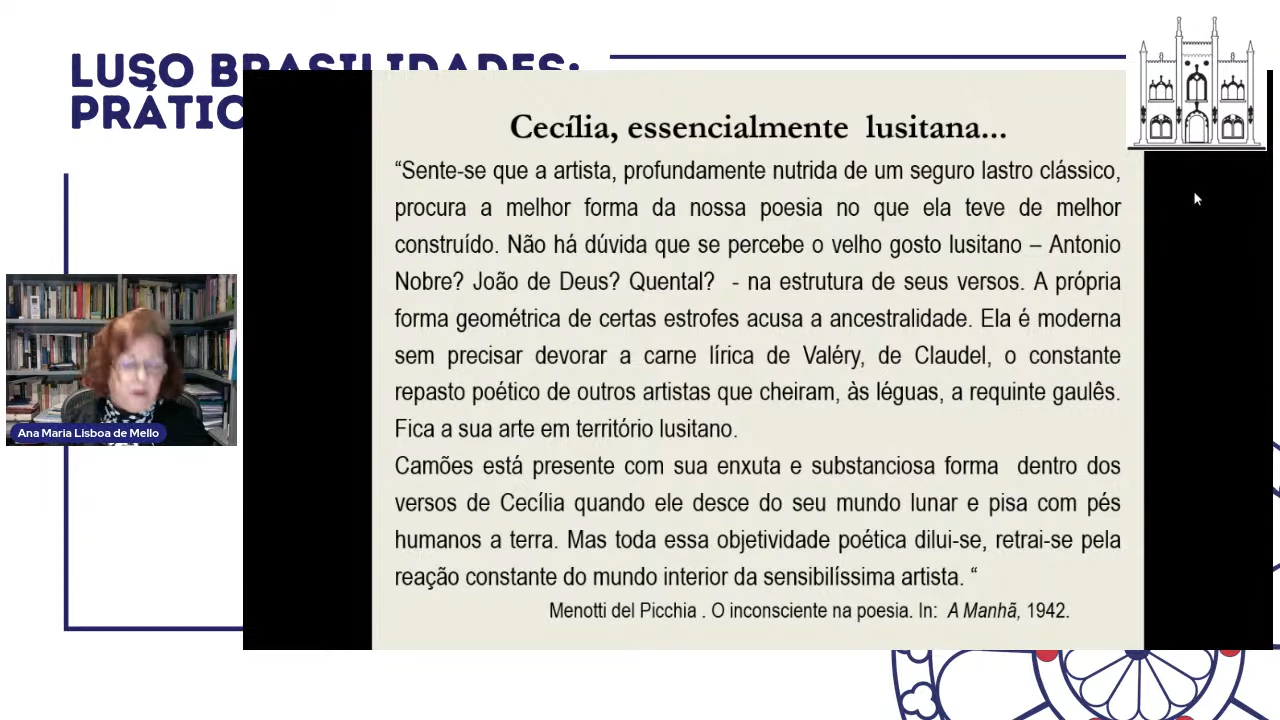 LUSO BRASILIDADES:
PRÁTIC
Cecília, essencialmente lusitana...
“Sente-se que a artista, profundamente nutrida de um seguro lastro clássico,
procura a melhor forma da nossa poesia no que ela teve de melhor
construído. Não há dúvida que se percebe o velho gosto lusitano – Antonio
Nobre? João de Deus? Quental? - na estrutura de seus versos. A própria
forma geométrica de certas estrofes acusa a ancestralidade. Ela é moderna
sem precisar devorar a carne lírica de Valéry, de Claudel, o constante
repasto poético de outros artistas que cheiram, às léguas, a requinte gaulês.
Fica a sua arte em território lusitano.
Camões está presente com sua enxuta e substanciosa forma dentro dos
versos de Cecília quando ele desce do seu mundo lunar e pisa com pés
humanos a terra. Mas toda essa objetividade poética dilui-se, retrai-se pela
reação constante do mundo interior da sensibilíssima artista. “
Menotti del Picchia . O inconsciente na poesia. In: A Manhã, 1942.
Ana Maria Lisboa de Mello